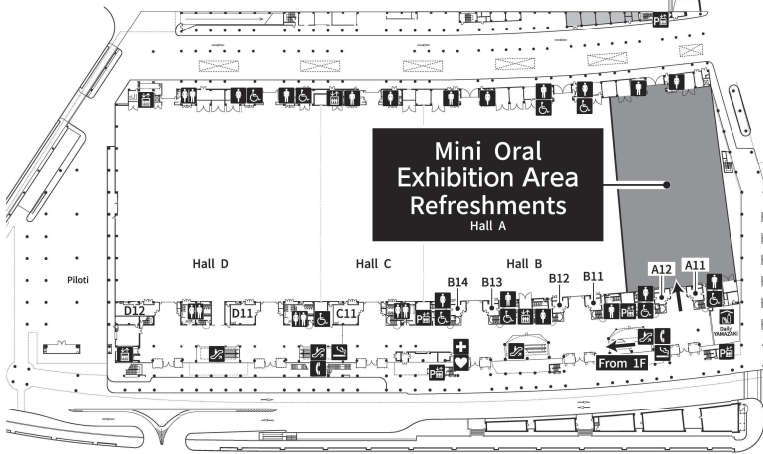 P
Mini Oral
Exhibition Area
Refreshments
Hall A
Hall D
Hall C
Hall B
Piloti
A12
A11
B14
B13
B12
B11
D12
D11
C11
P
P
Daily
YAMAZAKI
P
P
From 1F